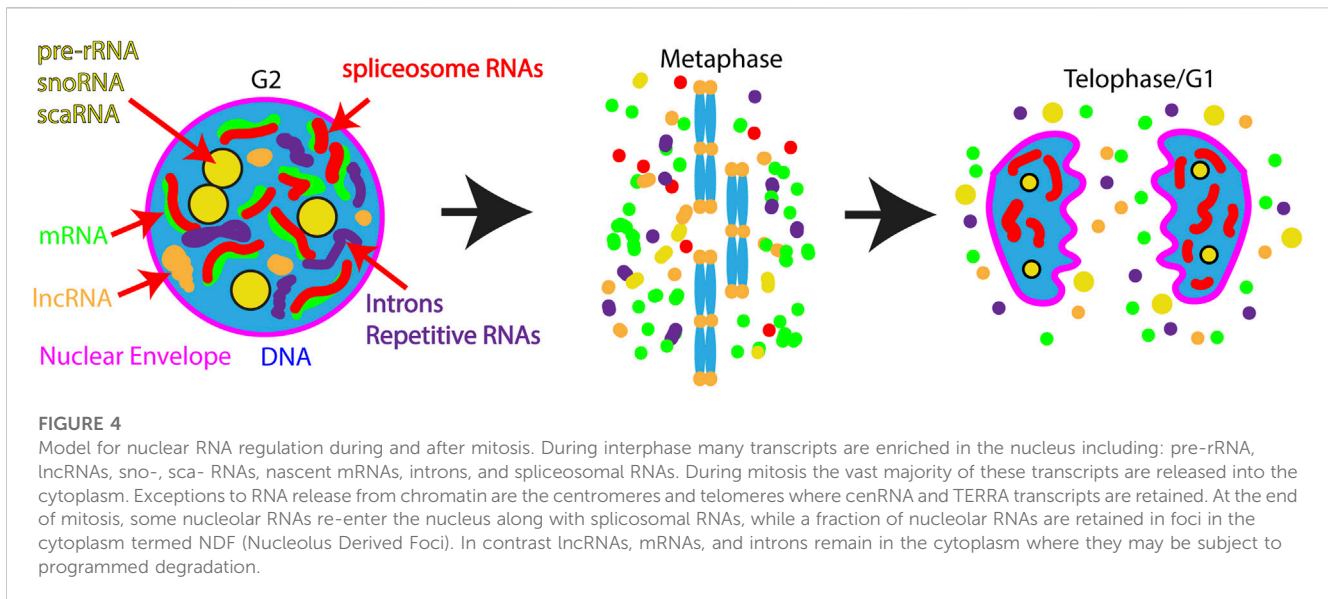 pre-rRNA
snoRNA
scaRNA
G2
spliceosome RNAs
Metaphase
Telophase/G1
mRNA
lncRNA
Introns
Repetitive RNAs
Nuclear Envelope DNA
FIGURE 4
Model for nuclear RNA regulation during and after mitosis. During interphase many transcripts are enriched in the nucleus including: pre-rRNA,
lncRNAs, sno-, sca- RNAs, nascent mRNAs, introns, and spliceosomal RNAs. During mitosis the vast majority of these transcripts are released into the
cytoplasm. Exceptions to RNA release from chromatin are the centromeres and telomeres where cenRNA and TERRA transcripts are retained. At the end
of mitosis, some nucleolar RNAs re-enter the nucleus along with splicosomal RNAs, while a fraction of nucleolar RNAs are retained in foci in the
cytoplasm termed NDF (Nucleolus Derived Foci). In contrast lncRNAs, mRNAs, and introns remain in the cytoplasm where they may be subject to
programmed degradation.